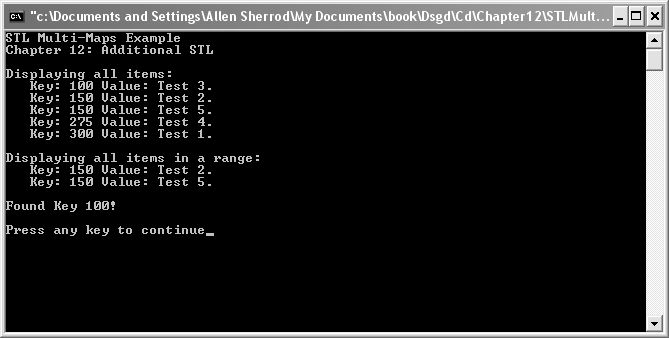 "c:\Documents and Settings\Allen Sherrod\My Documents\book\Dsgd\Cd\Chapter12\STLMult...
STL Multi-Maps Example
Chapter 12: Additional STL
Displaying all items:
Key: 100 Value: Test 3.
Key: 150 Value: Test 2.
Key: 150 Value: Test 5.
Key: 275 Value: Test 4.
Key: 300 Value: Test 1.
Displaying all items in a range:
Key: 150 Value: Test 2.
Key: 150 Value: Test 5.
Found Key 100!
Press any key to continue_